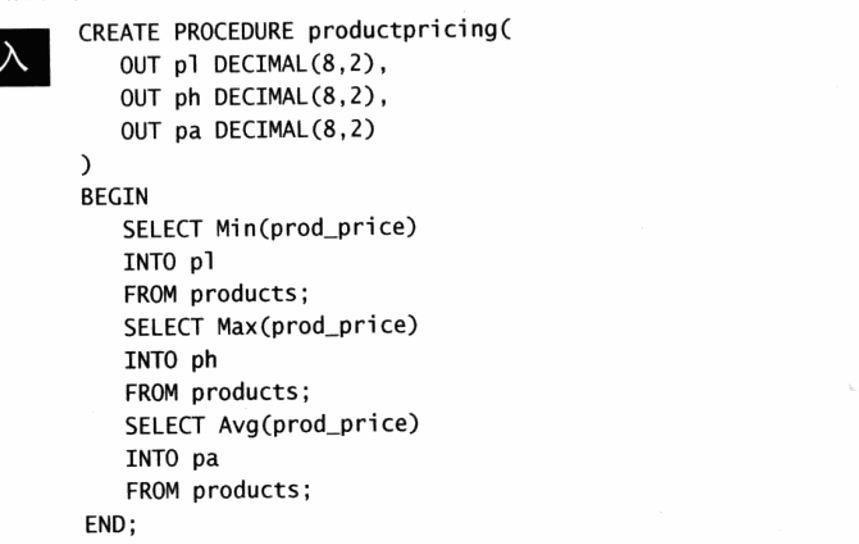 入
CREATE PROCEDURE productpricing(
OUT pl DECIMAL(8,2),
OUT ph DECIMAL(8,2),
OUT pa DECIMAL(8,2)
)
BEGIN
SELECT Min(prod_price)
INTO pl
FROM products;
SELECT Max(prod_price)
INTO ph
FROM products;
SELECT Avg(prod_price)
INTO pa
FROM products;
END;